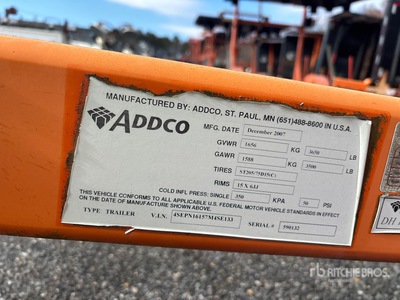 MANUFACTURED BY: ADDCO, ST. PAUL, MN (651)488-8600 IN U.S.A.
ADDCO
MFG. DATE December 2007
GVWR 1656 KG 3650 LB
GAWR 1588 KG 3500 LB
TIRES ST205/75D15(C)
RIMS 15 X 6JJ
COLD INFL PRESS: SINGLE 350 KPA 50 PSI
THIS VEHICLE CONFORMS TO ALL APPLICABLE U.S. FEDERAL MOTOR VEHICLE STANDARDS IN EFFECT
ON THE DATE OF MANUFACTURE SHOWN ABOVE.
TYPE TRAILER V.I.N. 4SEPN16157M4SE133 SERIAL # 590132
DH
rb RITCHIE BROS